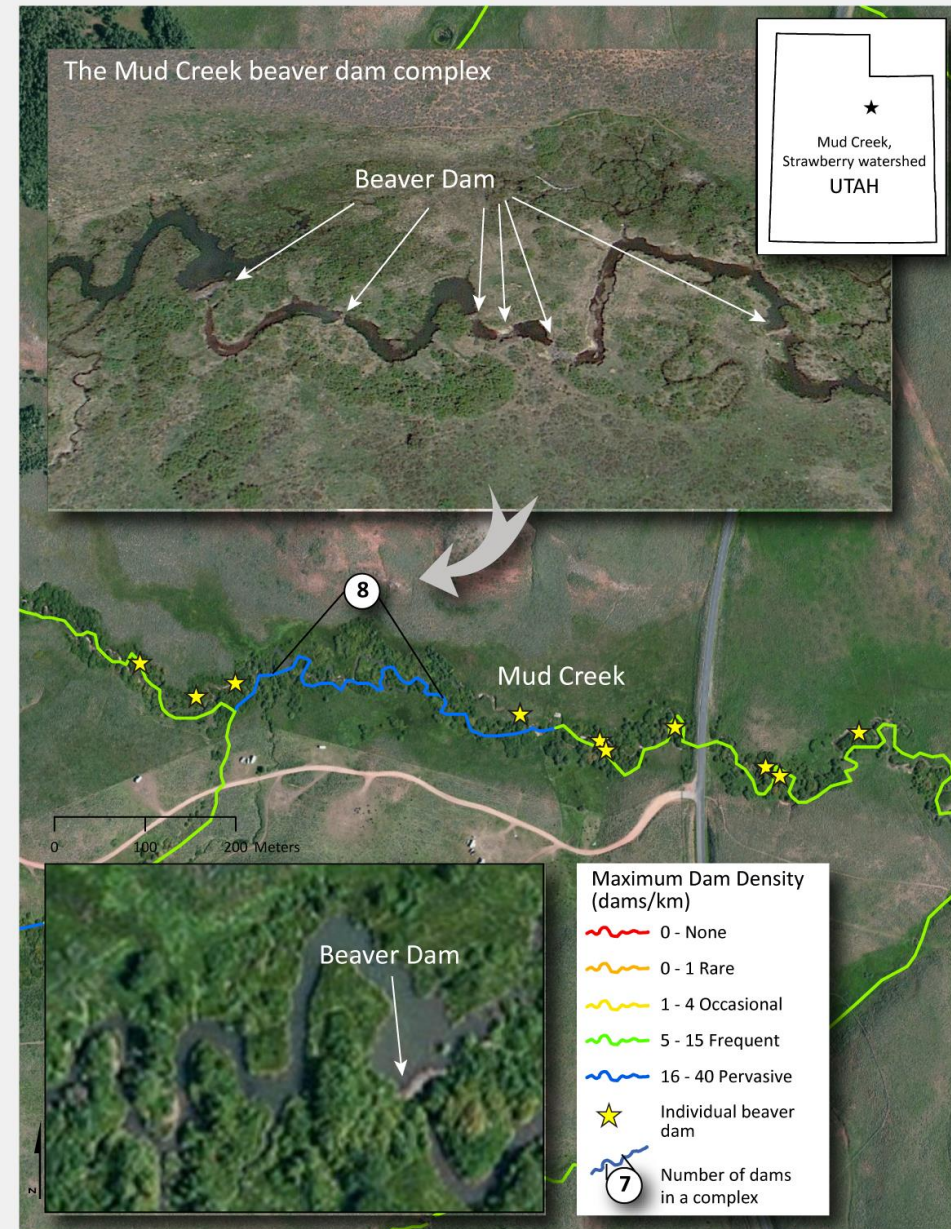 The Mud Creek beaver dam complex
Mud Creek,
Strawberry watershed
UTAH
Beaver Dam
8
Mud Creek
0 100 200 Meters
Beaver Dam
N
Maximum Dam Density
(dams/km)
0 - None
0 - 1 Rare
1 - 4 Occasional
5 - 15 Frequent
16 - 40 Pervasive
Individual beaver
dam
7
Number of dams
in a complex